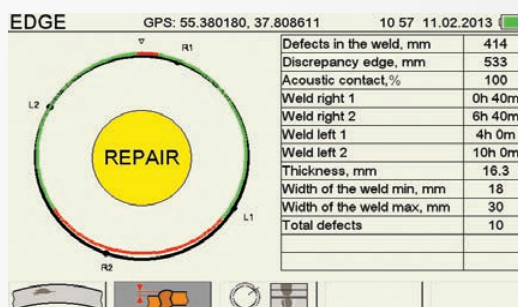 EDGE GPS: 55.380180, 37.808611 10 57 11.02.2013
R1
L2
REPAIR
L1
R2
Defects in the weld, mm 414
Discrepancy edge, mm 533
Acoustic contact,% 100
Weld right 1 0h 40m
Weld right 2 6h 40m
Weld left 1 4h 0m
Weld left 2 10h 0m
Thickness, mm 16.3
Width of the weld min, mm 18
Width of the weld max, mm 30
Total defects 10